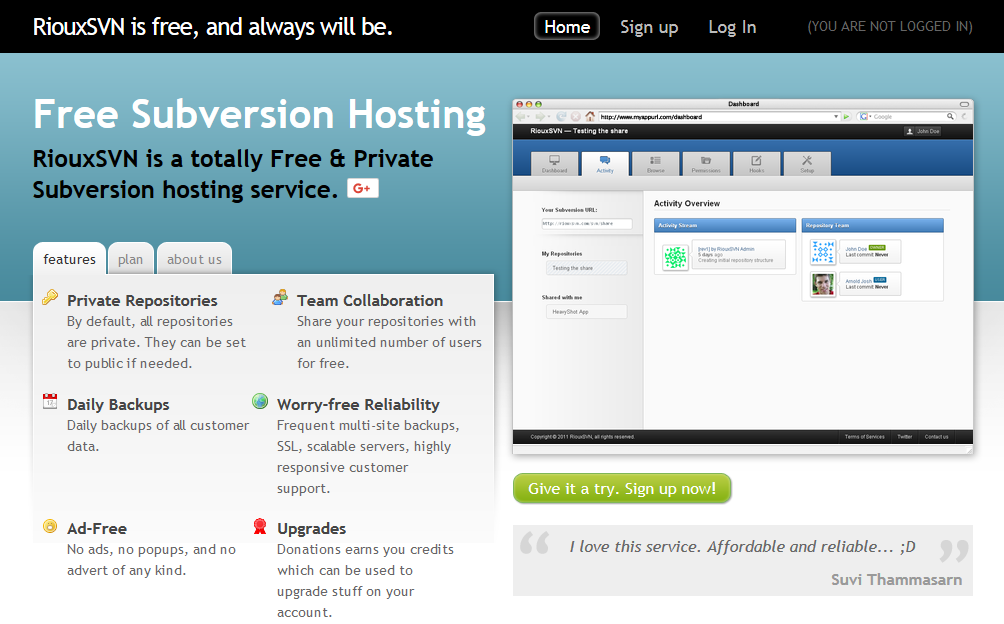 RiouxSVN is free, and always will be.
Home
Sign up
Log In
(YOU ARE NOT LOGGED IN)
Free Subversion Hosting
RiouxSVN is a totally Free & Private
Subversion hosting service.
G+
features
plan
about us
Private Repositories
By default, all repositories
are private. They can be set
to public if needed.
Team Collaboration
Share your repositories with
an unlimited number of users
for free.
Daily Backups
Daily backups of all customer
data.
Worry-free Reliability
Frequent multi-site backups,
SSL, scalable servers, highly
responsive customer
support.
Ad-Free
No ads, no popups, and no
advert of any kind.
Upgrades
Donations earns you credits
which can be used to
upgrade stuff on your
account.
Dashboard
http://www.myappurl.com/dashboard
Google
RiouxSVN — Testing the share
John Doe
Dashboard
Activity
Browse
Permissions
Hooks
Setup
Your Subversion URL:
My Repositories
Testing the share
Shared with me
HeavyShot App
Activity Overview
Activity Stream
[rev1] by RiouxSVN Admin
5 days ago
Creating initial repository structure
Repository Team
John Doe
Last commit: Never
Arnold Josh
Last commit: Never
Copyright © 2011 RiouxSVN, all rights reserved.
Terms of Services
Twitter
Contact us
Give it a try. Sign up now!
“ I love this service. Affordable and reliable... ;D ”
Suvi Thammasarn